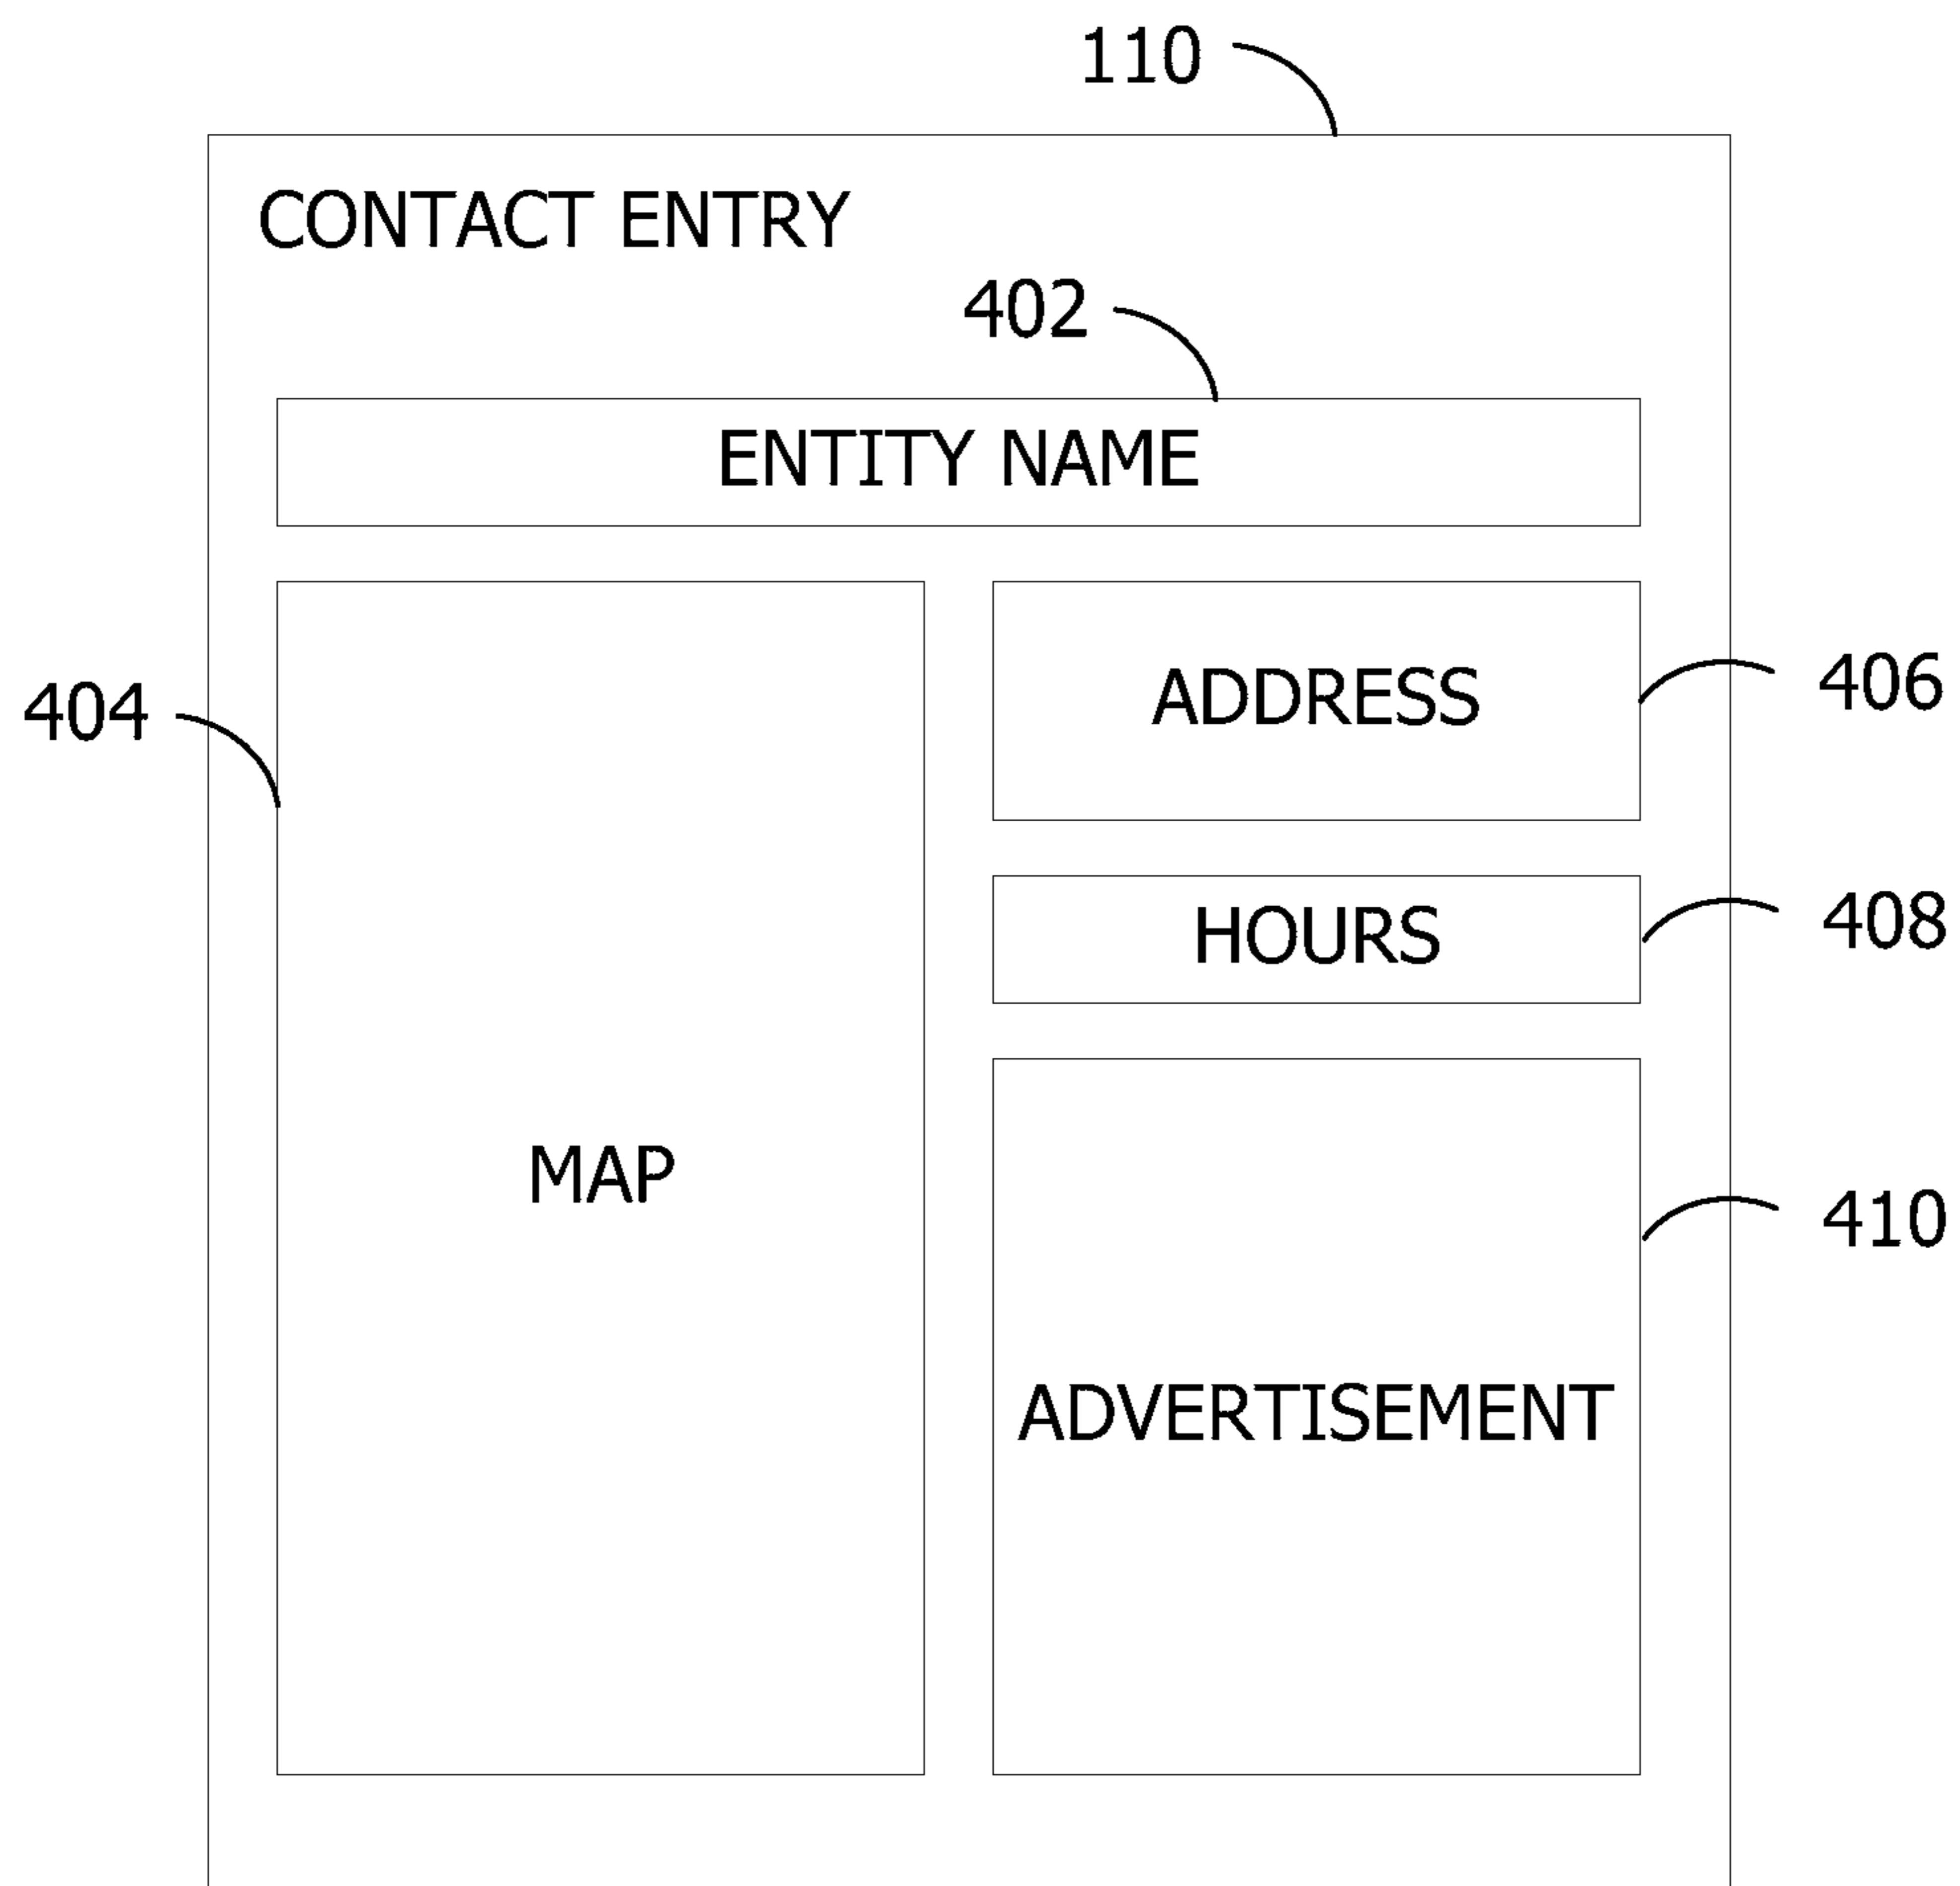 110
CONTACT ENTRY
402
ENTITY NAME
404
ADDRESS
406
HOURS
408
MAP
410
ADVERTISEMENT